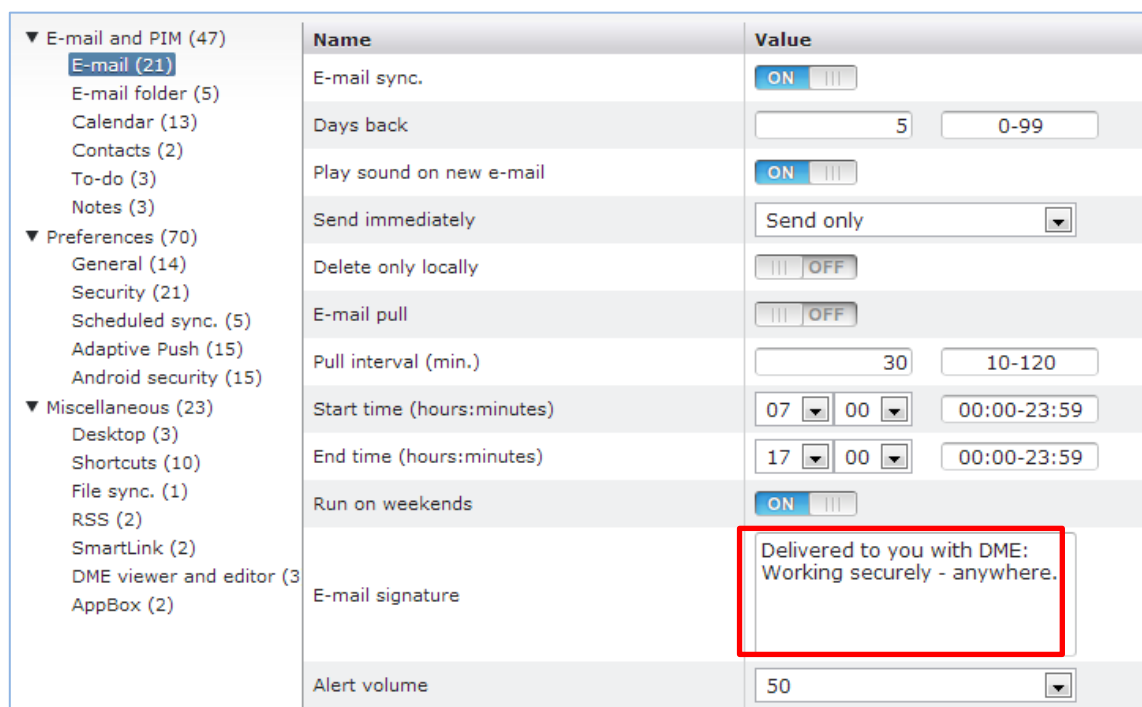 ▼ E-mail and PIM (47)
E-mail (21)
E-mail folder (5)
Calendar (13)
Contacts (2)
To-do (3)
Notes (3)
▼ Preferences (70)
General (14)
Security (21)
Scheduled sync. (5)
Adaptive Push (15)
Android security (15)
▼ Miscellaneous (23)
Desktop (3)
Shortcuts (10)
File sync. (1)
RSS (2)
SmartLink (2)
DME viewer and editor (3
AppBox (2)
Name Value
E-mail sync. ON
Days back 5 0-99
Play sound on new e-mail ON
Send immediately Send only
Delete only locally OFF
E-mail pull OFF
Pull interval (min.) 30 10-120
Start time (hours:minutes) 07 00 00:00-23:59
End time (hours:minutes) 17 00 00:00-23:59
Run on weekends ON
E-mail signature
Delivered to you with DME:
Working securely - anywhere.
Alert volume 50